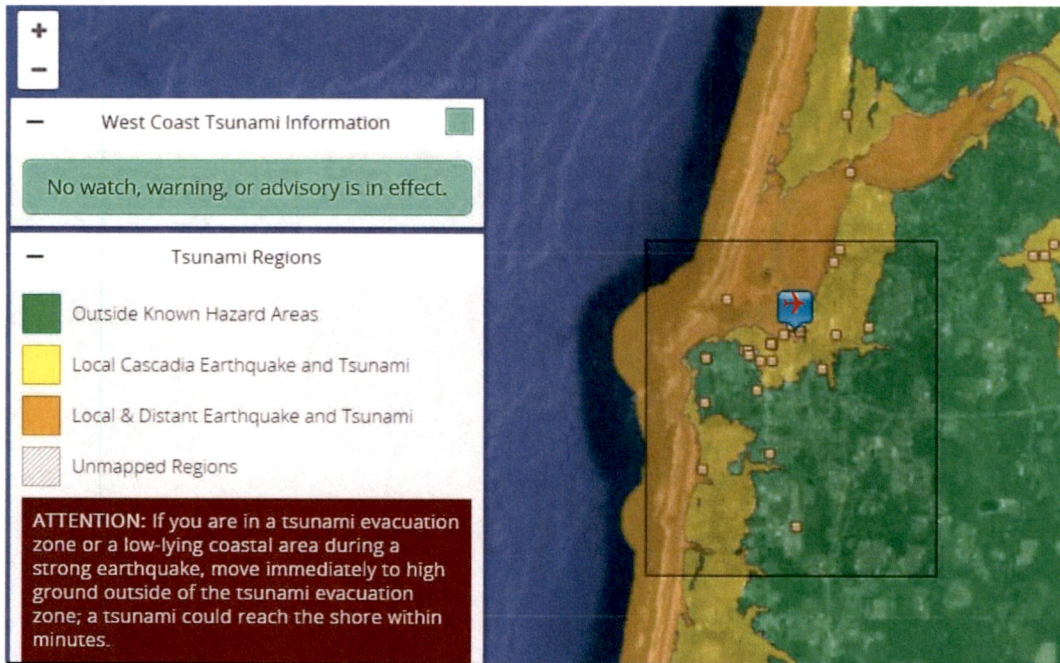 +
−
− West Coast Tsunami Information
No watch, warning, or advisory is in effect.
− Tsunami Regions
Outside Known Hazard Areas
Local Cascadia Earthquake and Tsunami
Local & Distant Earthquake and Tsunami
Unmapped Regions
ATTENTION: If you are in a tsunami evacuation
zone or a low-lying coastal area during a
strong earthquake, move immediately to high
ground outside of the tsunami evacuation
zone; a tsunami could reach the shore within
minutes.